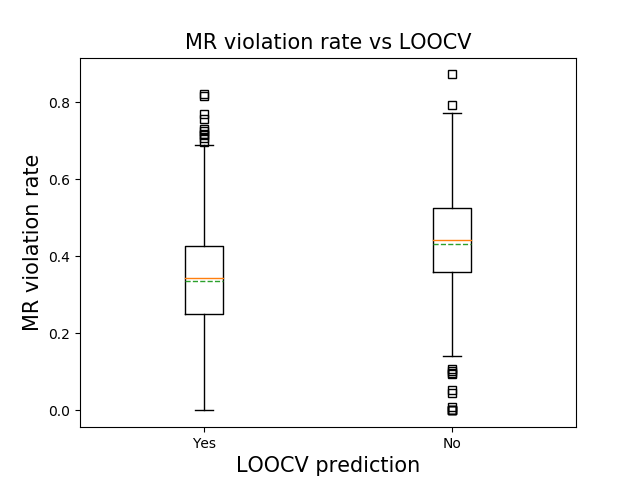 MR violation rate vs LOOCV
MR violation rate
0.8
0.6
0.4
0.2
0.0
Yes
No
LOOCV prediction